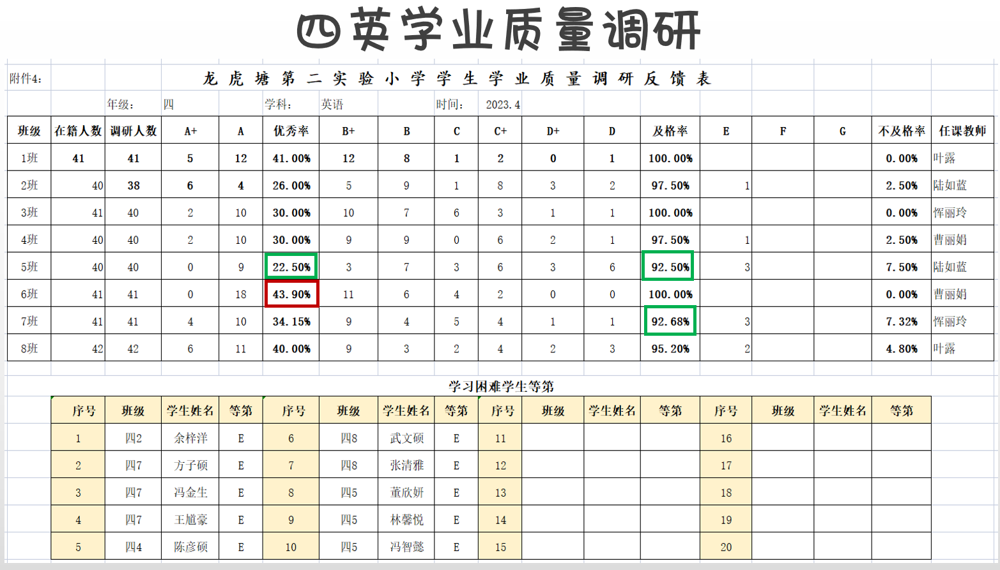 四英学业质量调研
附件4：
龙虎塘第二实验小学学生学业质量调研反馈表
年级： 四 学科： 英语 时间： 2023.4
班级 在籍人数 调研人数 A+ A 优秀率 B+ B C C+ D+ D 及格率 E F G 不及格率 任课教师
1班 41 41 5 12 41.00% 12 8 1 2 0 1 100.00% 0.00% 叶露
2班 40 38 6 4 26.00% 5 9 1 8 3 2 97.50% 1 2.50% 陆如蓝
3班 41 40 2 10 30.00% 10 7 6 3 1 1 100.00% 0.00% 恽丽玲
4班 40 40 2 10 30.00% 9 9 0 6 2 1 97.50% 1 2.50% 曹丽娟
5班 40 40 0 9 22.50% 3 7 3 6 3 6 92.50% 3 7.50% 陆如蓝
6班 41 41 0 18 43.90% 11 6 4 2 0 0 100.00% 0.00% 曹丽娟
7班 41 41 4 10 34.15% 9 4 5 4 1 1 92.68% 3 7.32% 恽丽玲
8班 42 42 6 11 40.00% 9 3 2 4 2 3 95.20% 2 4.80% 叶露
学习困难学生等第
序号 班级 学生姓名 等第 序号 班级 学生姓名 等第 序号 班级 学生姓名 等第 序号 班级 学生姓名 等第
1 四2 余梓洋 E 6 四8 武文硕 E 11 16
2 四7 方子硕 E 7 四8 张清雅 E 12 17
3 四7 冯金生 E 8 四5 董欣妍 E 13 18
4 四7 王馗豪 E 9 四5 林馨悦 E 14 19
5 四4 陈彦硕 E 10 四5 冯智懿 E 15 20